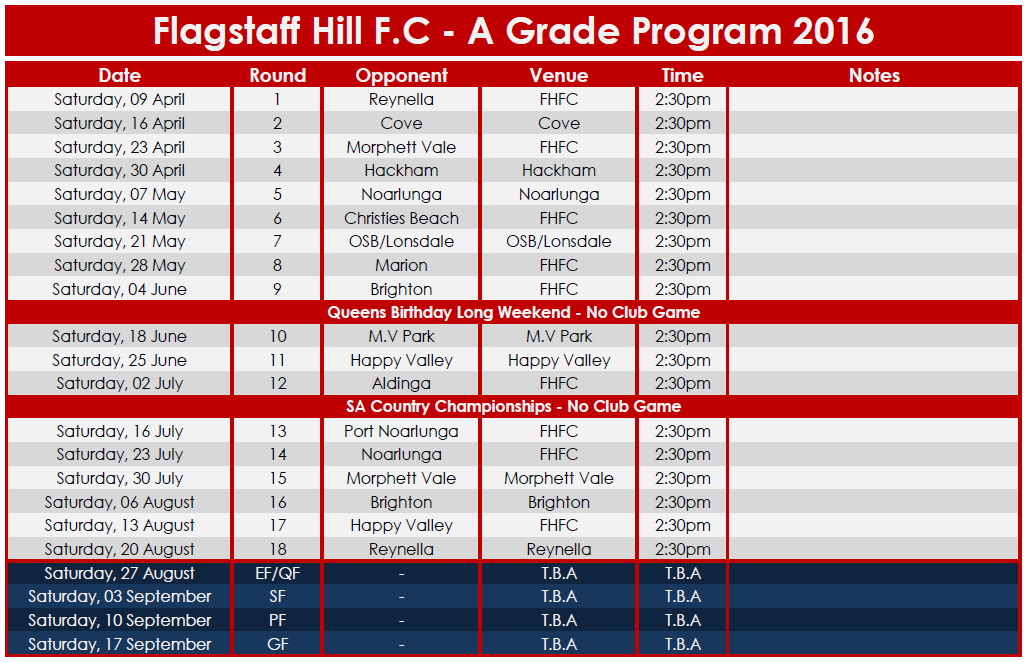 Flagstaff Hill F.C - A Grade Program 2016
Date Round Opponent Venue Time Notes
Saturday, 09 April 1 Reynella FHFC 2:30pm
Saturday, 16 April 2 Cove Cove 2:30pm
Saturday, 23 April 3 Morphett Vale FHFC 2:30pm
Saturday, 30 April 4 Hackham Hackham 2:30pm
Saturday, 07 May 5 Noarlunga Noarlunga 2:30pm
Saturday, 14 May 6 Christies Beach FHFC 2:30pm
Saturday, 21 May 7 OSB/Lonsdale OSB/Lonsdale 2:30pm
Saturday, 28 May 8 Marion FHFC 2:30pm
Saturday, 04 June 9 Brighton FHFC 2:30pm
Queens Birthday Long Weekend - No Club Game
Saturday, 18 June 10 M.V Park M.V Park 2:30pm
Saturday, 25 June 11 Happy Valley Happy Valley 2:30pm
Saturday, 02 July 12 Aldinga FHFC 2:30pm
SA Country Championships - No Club Game
Saturday, 16 July 13 Port Noarlunga FHFC 2:30pm
Saturday, 23 July 14 Noarlunga FHFC 2:30pm
Saturday, 30 July 15 Morphett Vale Morphett Vale 2:30pm
Saturday, 06 August 16 Brighton Brighton 2:30pm
Saturday, 13 August 17 Happy Valley FHFC 2:30pm
Saturday, 20 August 18 Reynella Reynella 2:30pm
Saturday, 27 August EF/QF - T.B.A T.B.A
Saturday, 03 September SF - T.B.A T.B.A
Saturday, 10 September PF - T.B.A T.B.A
Saturday, 17 September GF - T.B.A T.B.A